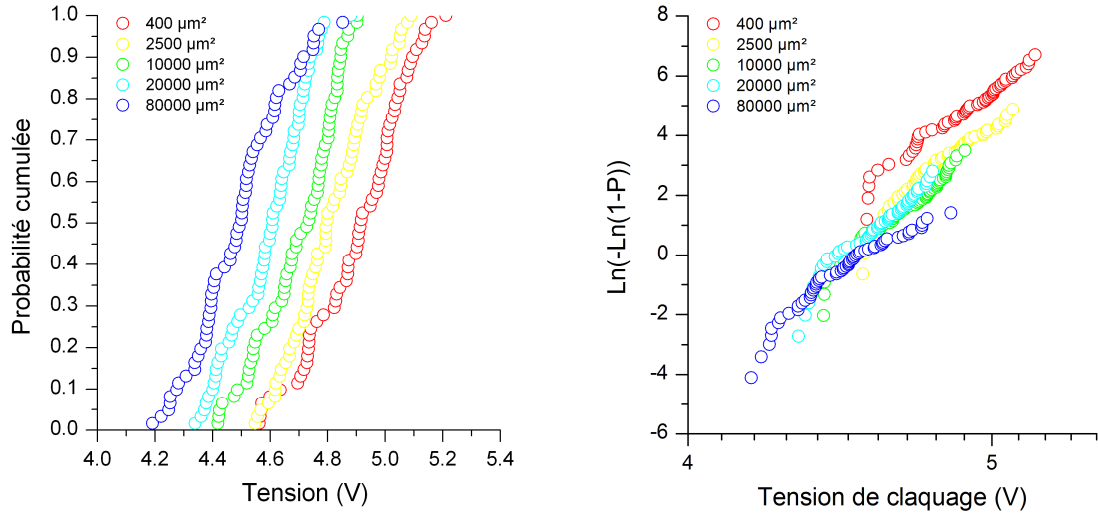 1.0
0.9
0.8
0.7
0.6
0.5
0.4
0.3
0.2
0.1
0.0
Probabilité cumulée
400 µm²
2500 µm²
10000 µm²
20000 µm²
80000 µm²
4.0 4.2 4.4 4.6 4.8 5.0 5.2 5.4
Tension (V)
8
6
4
2
0
-2
-4
-6
Ln(-Ln(1-P))
400 µm²
2500 µm²
10000 µm²
20000 µm²
80000 µm²
4 5
Tension de claquage (V)